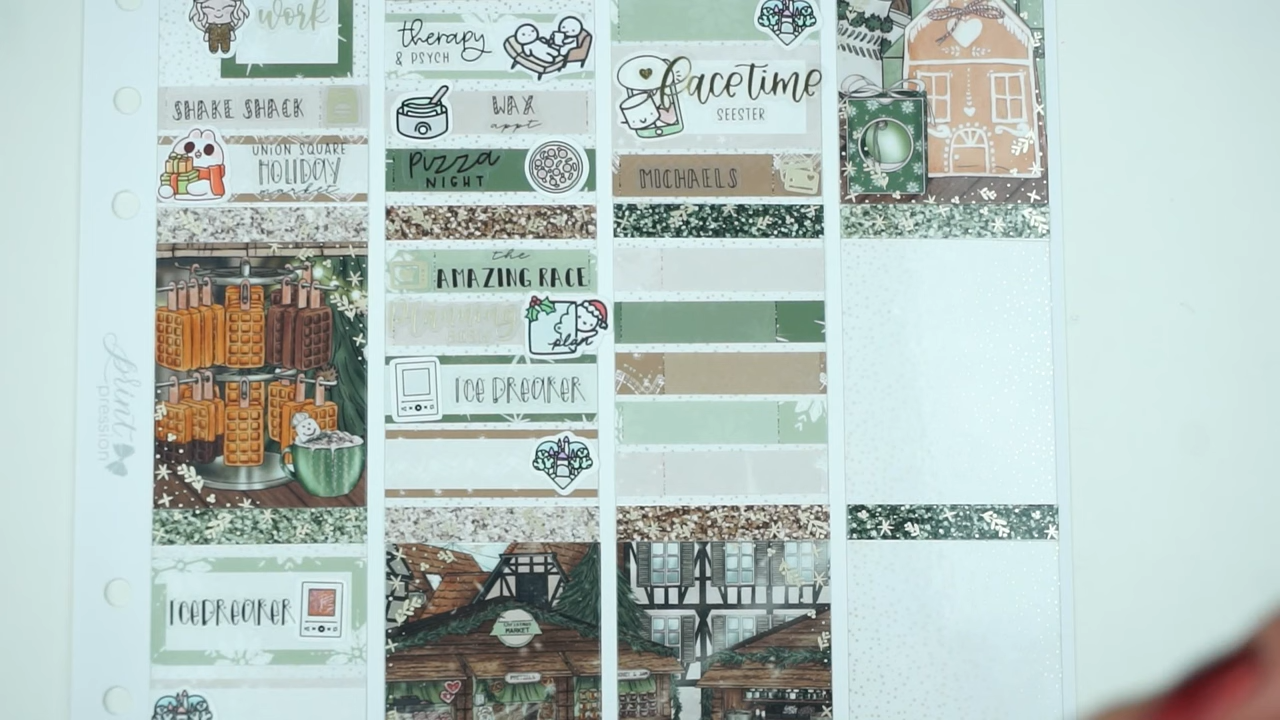 work
SHAKE SHACK
UNION SQUARE
HOLIDAY
market
ICEBREAKER
therapy
& PSYCH
WAX
appt
Pizza
NIGHT
the
AMAZING RACE
plan
ICE BREAKER
Christmas
MARKET
PRETZELS
facetime
SEESTER
MICHAELS
print
pression